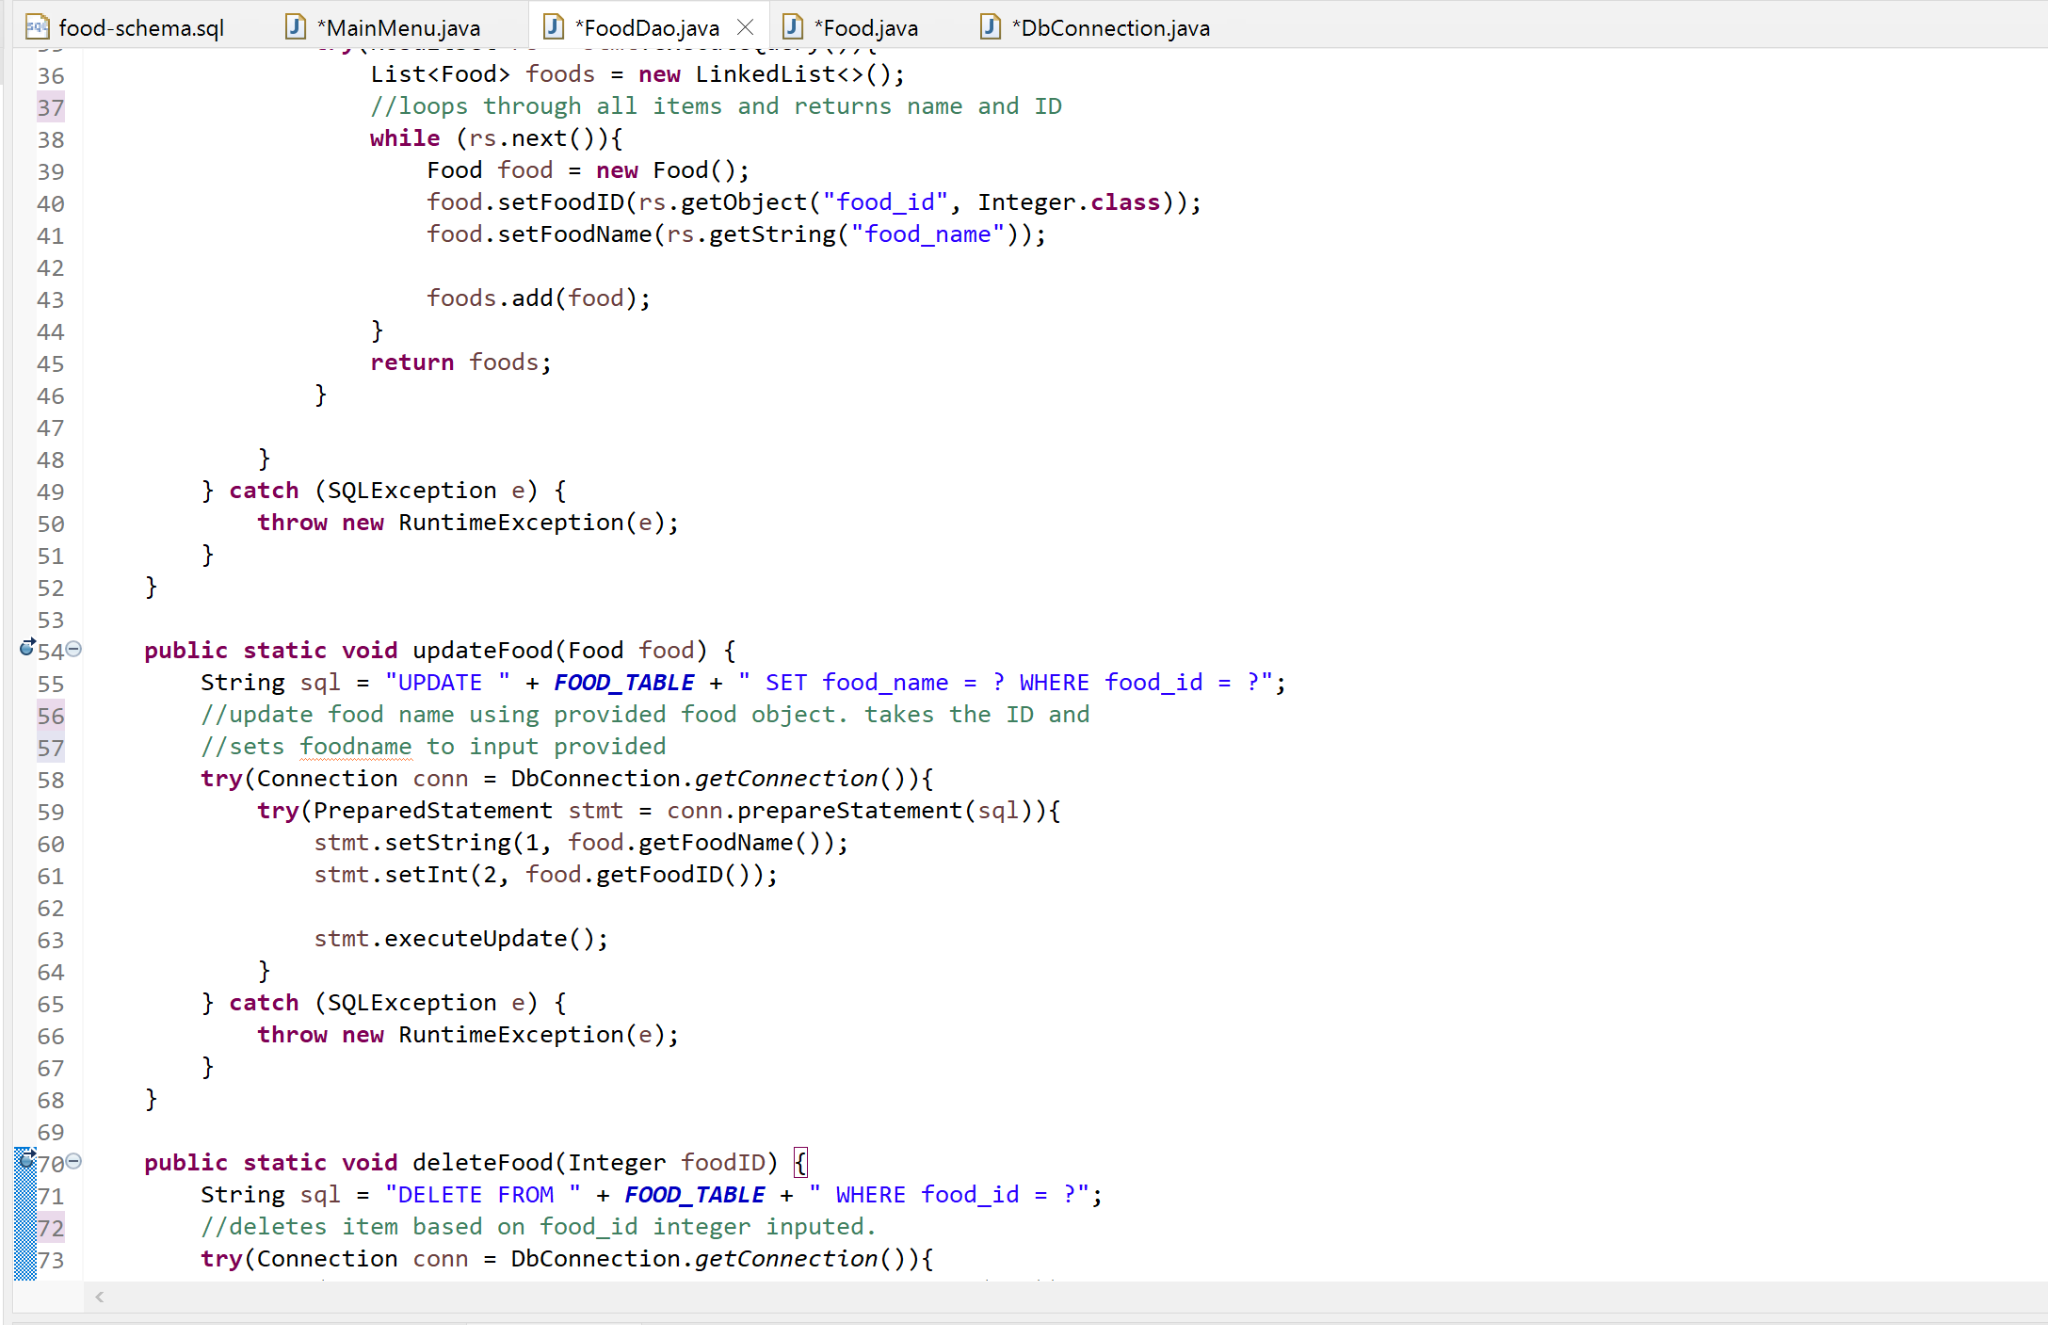 food-schema.sql *MainMenu.java *FoodDao.java *Food.java *DbConnection.java
36 List<Food> foods = new LinkedList<>();
37 //loops through all items and returns name and ID
38 while (rs.next()){
39 Food food = new Food();
40 food.setFoodID(rs.getObject("food_id", Integer.class));
41 food.setFoodName(rs.getString("food_name"));
42
43 foods.add(food);
44 }
45 return foods;
46 }
47
48 }
49 } catch (SQLException e) {
50 throw new RuntimeException(e);
51 }
52 }
53
54 public static void updateFood(Food food) {
55 String sql = "UPDATE " + FOOD_TABLE + " SET food_name = ? WHERE food_id = ?";
56 //update food name using provided food object. takes the ID and
57 //sets foodname to input provided
58 try(Connection conn = DbConnection.getConnection()){
59 try(PreparedStatement stmt = conn.prepareStatement(sql)){
60 stmt.setString(1, food.getFoodName());
61 stmt.setInt(2, food.getFoodID());
62
63 stmt.executeUpdate();
64 }
65 } catch (SQLException e) {
66 throw new RuntimeException(e);
67 }
68 }
69
70 public static void deleteFood(Integer foodID) {
71 String sql = "DELETE FROM " + FOOD_TABLE + " WHERE food_id = ?";
72 //deletes item based on food_id integer inputed.
73 try(Connection conn = DbConnection.getConnection()){